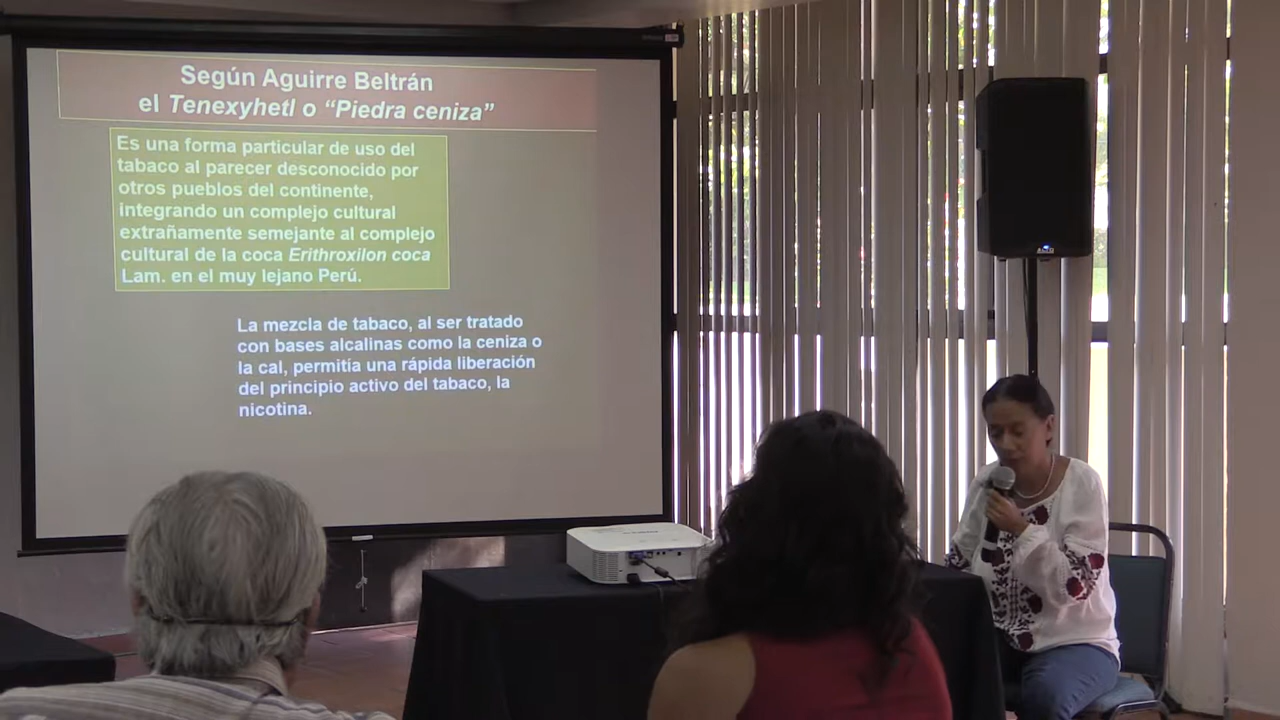 Según Aguirre Beltrán
el Tenexyhetl o “Piedra ceniza”
Es una forma particular de uso del
tabaco al parecer desconocido por
otros pueblos del continente,
integrando un complejo cultural
extrañamente semejante al complejo
cultural de la coca Erithroxilon coca
Lam. en el muy lejano Perú.
La mezcla de tabaco, al ser tratado
con bases alcalinas como la ceniza o
la cal, permitía una rápida liberación
del principio activo del tabaco, la
nicotina.